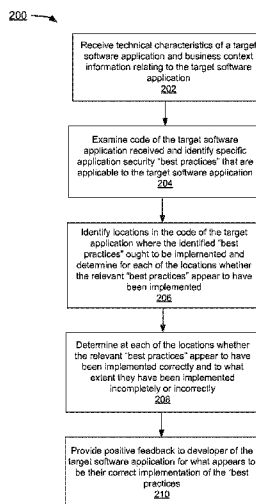 200
Receive technical characteristics of a target
software application and business context
information relating to the target software
application
202
Examine code of the target software
application received and identify specific
application security "best practices" that are
applicable to the target software application
204
Identify locations in the code of the target
application where the identified "best
practices" ought to be implemented and
determine for each of the locations whether
the relevant "best practices" appear to have
been implemented
206
Determine at each of the locations whether
the relevant "best practices" appear to have
been implemented correctly and to what
extent they have been implemented
incompletely or incorrectly
208
Provide positive feedback to developer of the
target software application for what appears to
be their correct implementation of the "best
practices
210